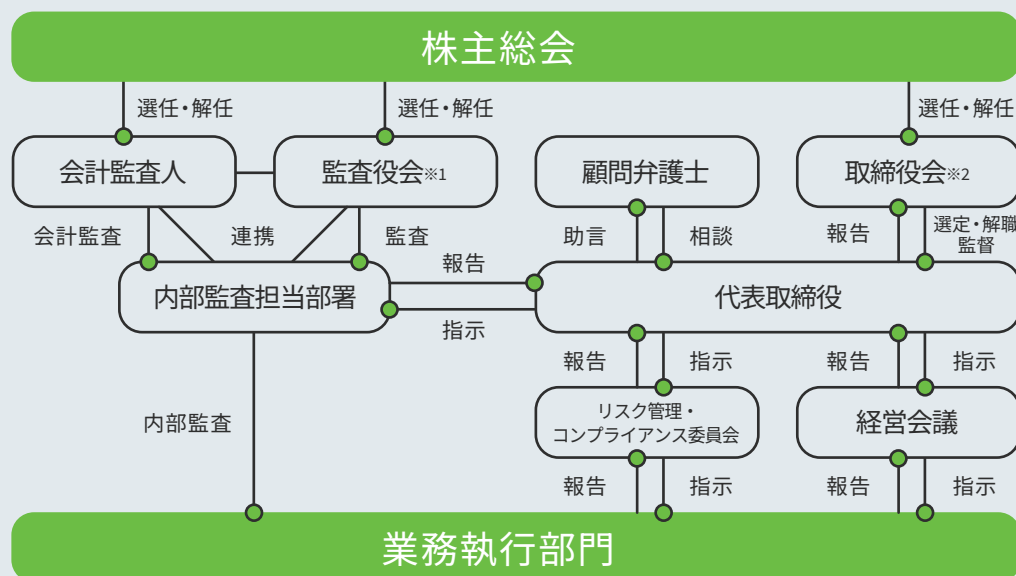 株主総会
選任・解任
選任・解任
選任・解任
会計監査人
監査役会※1
顧問弁護士
取締役会※2
会計監査
連携
監査
助言
相談
報告
選定・解職
監督
報告
内部監査担当部署
代表取締役
指示
報告
指示
報告
指示
内部監査
リスク管理・
コンプライアンス委員会
経営会議
報告
指示
報告
指示
業務執行部門